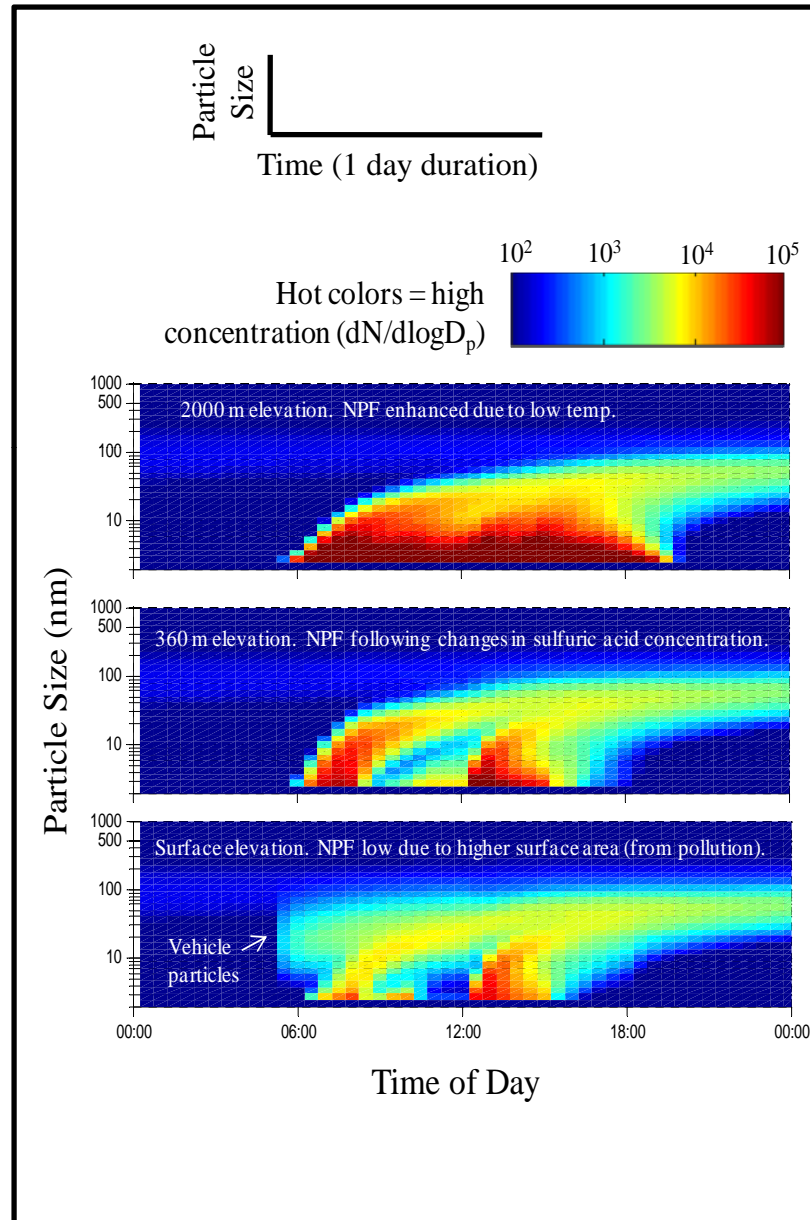 Particle
Size
Time (1 day duration)
10² 10³ 10⁴ 10⁵
Hot colors = high
concentration (dN/dlogDₚ)
Particle Size (nm)
1000
500
100
10
2000 m elevation. NPF enhanced due to low temp.
1000
500
100
10
360 m elevation. NPF following changes in sulfuric acid concentration.
1000
500
100
10
Surface elevation. NPF low due to higher surface area (from pollution).
Vehicle
particles
00:00 06:00 12:00 18:00 00:00
Time of Day